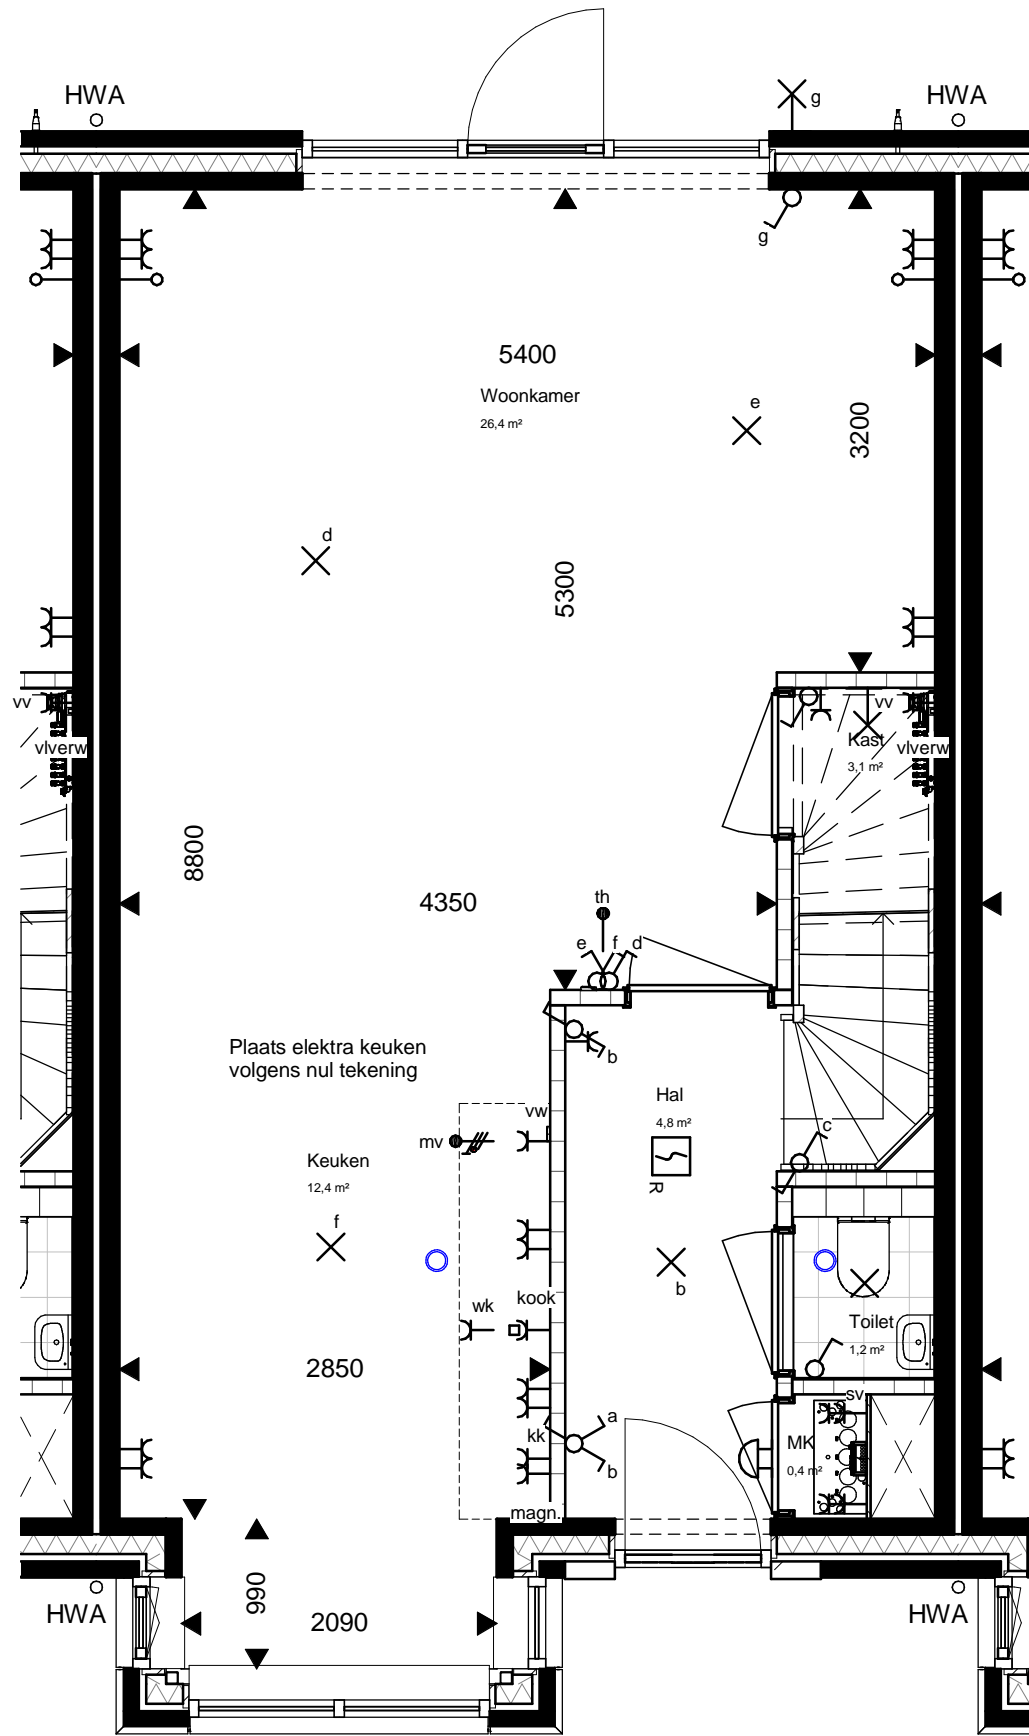 HWA
HWA
g
g
5400
Woonkamer
26,4 m²
e
3200
d
5300
vv
vv
Kast
3,1 m²
vlverw
vlverw
8800
4350
th
e
f
d
b
Plaats elektra keuken
volgens nul tekening
Hal
4,8 m²
vw
mv
c
Keuken
12,4 m²
R
f
b
wk
kook
Toilet
1,2 m²
2850
sv
a
kk
MK
0,4 m²
b
magn.
990
2090
HWA
HWA